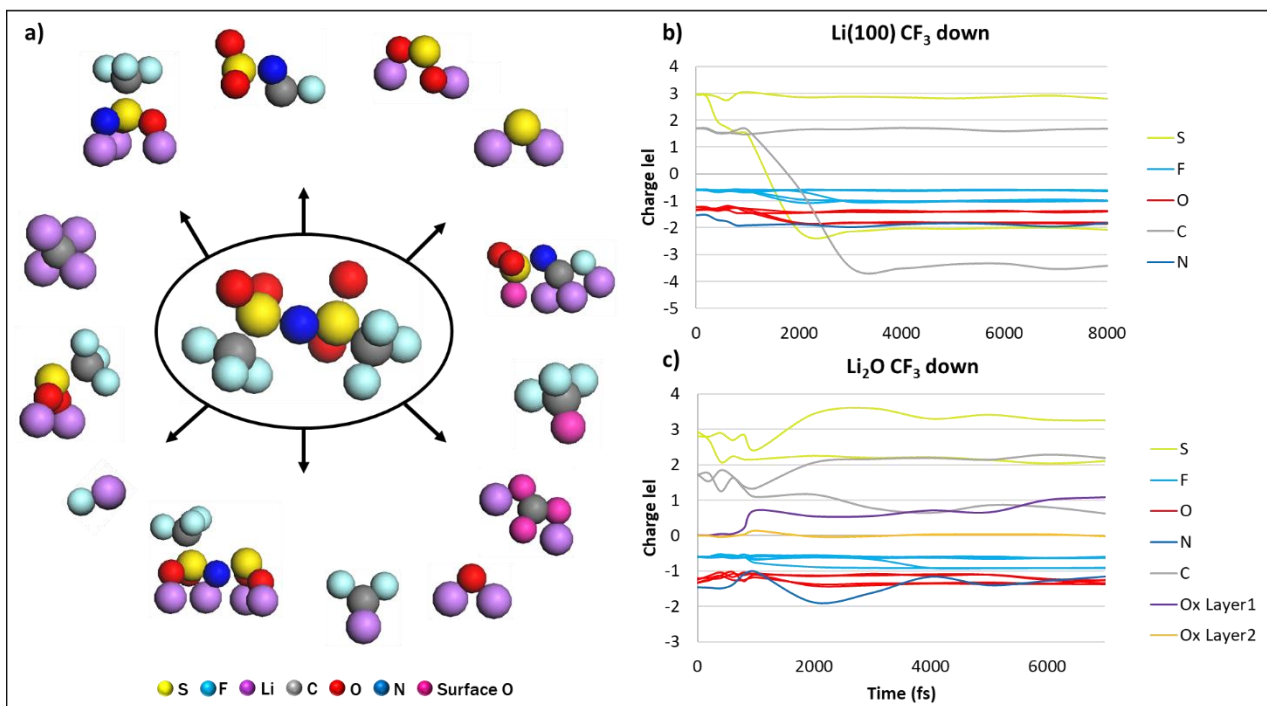 a)
S F Li C O N Surface O
b)
Li(100) CF₃ down
Charge lel
4
3
2
1
0
-1
-2
-3
-4
-5
0 2000 4000 6000 8000
S
F
O
C
N
c)
Li₂O CF₃ down
Charge lel
4
3
2
1
0
-1
-2
-3
0 2000 4000 6000
Time (fs)
S
F
O
N
C
Ox Layer1
Ox Layer2